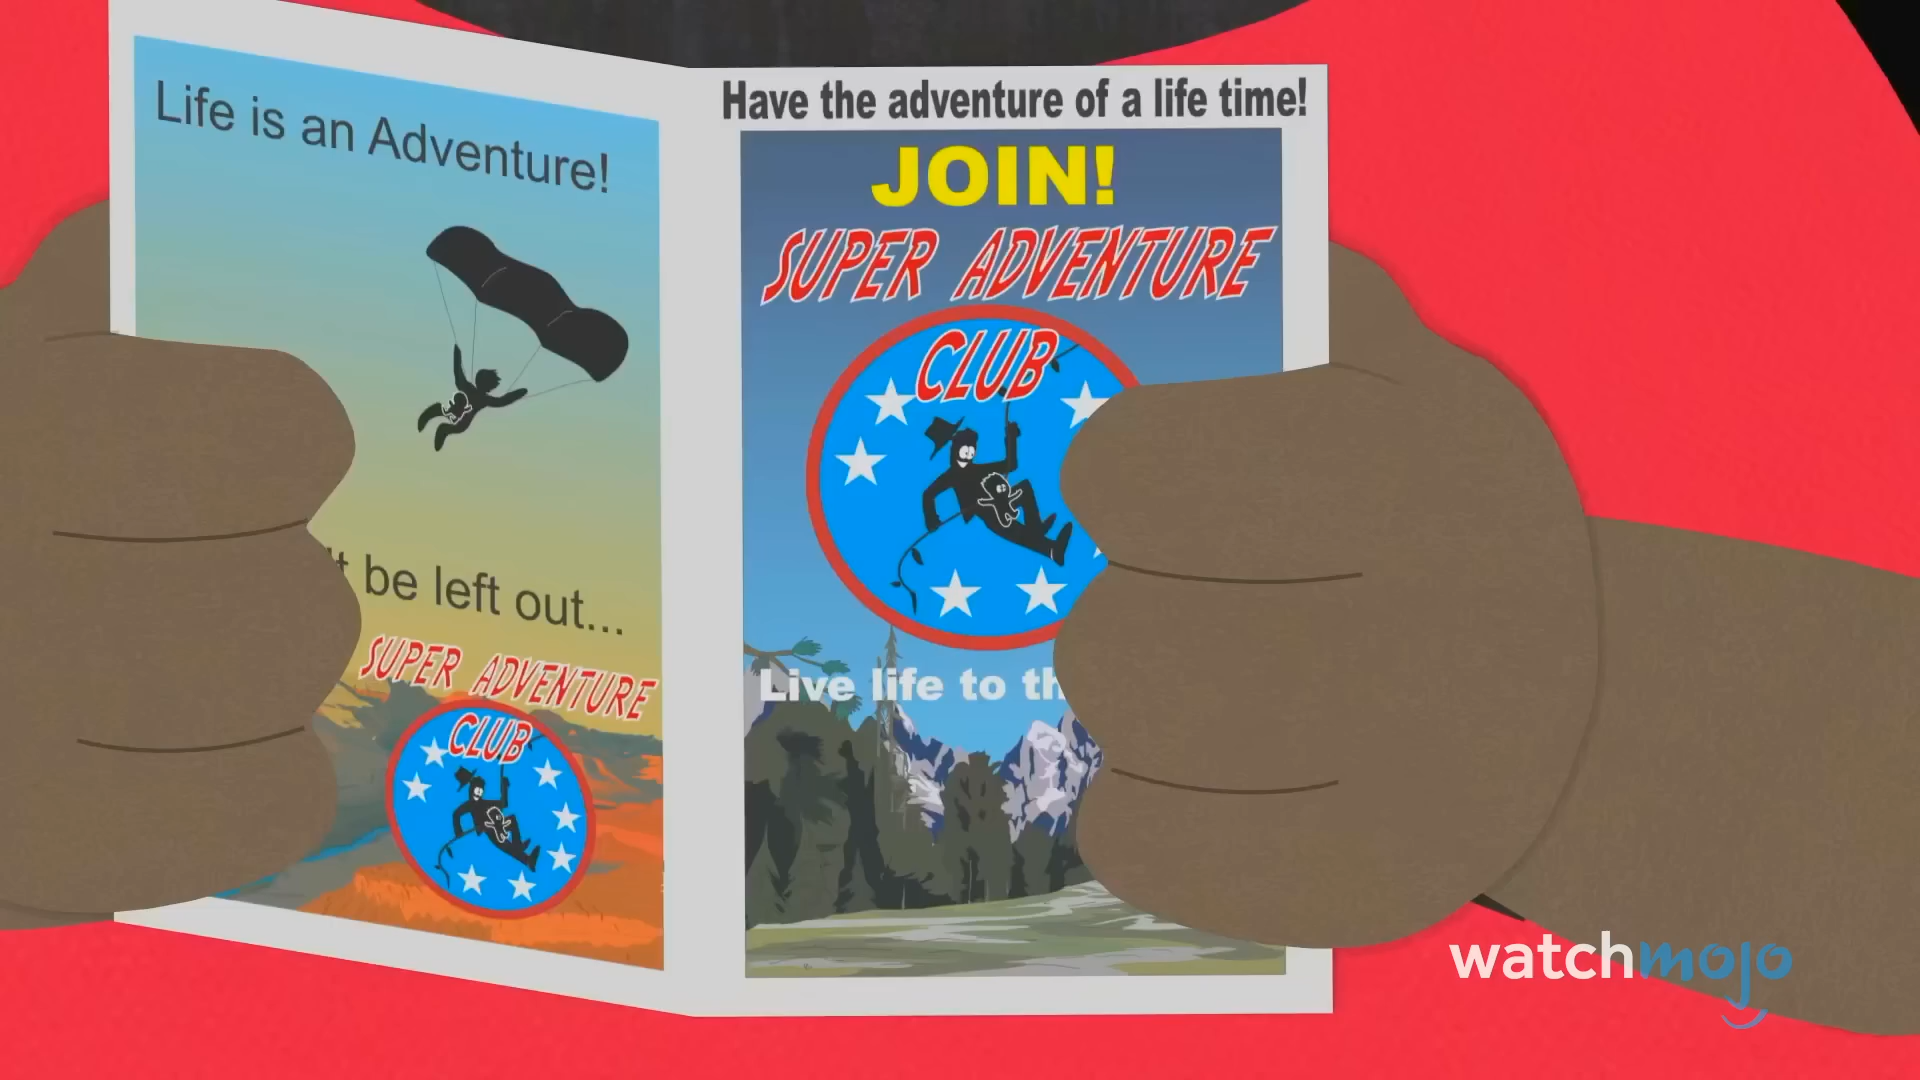 Life is an Adventure!
be left out...
SUPER ADVENTURE
CLUB
Have the adventure of a life time!
JOIN!
SUPER ADVENTURE
CLUB
Live life to
watchmojo